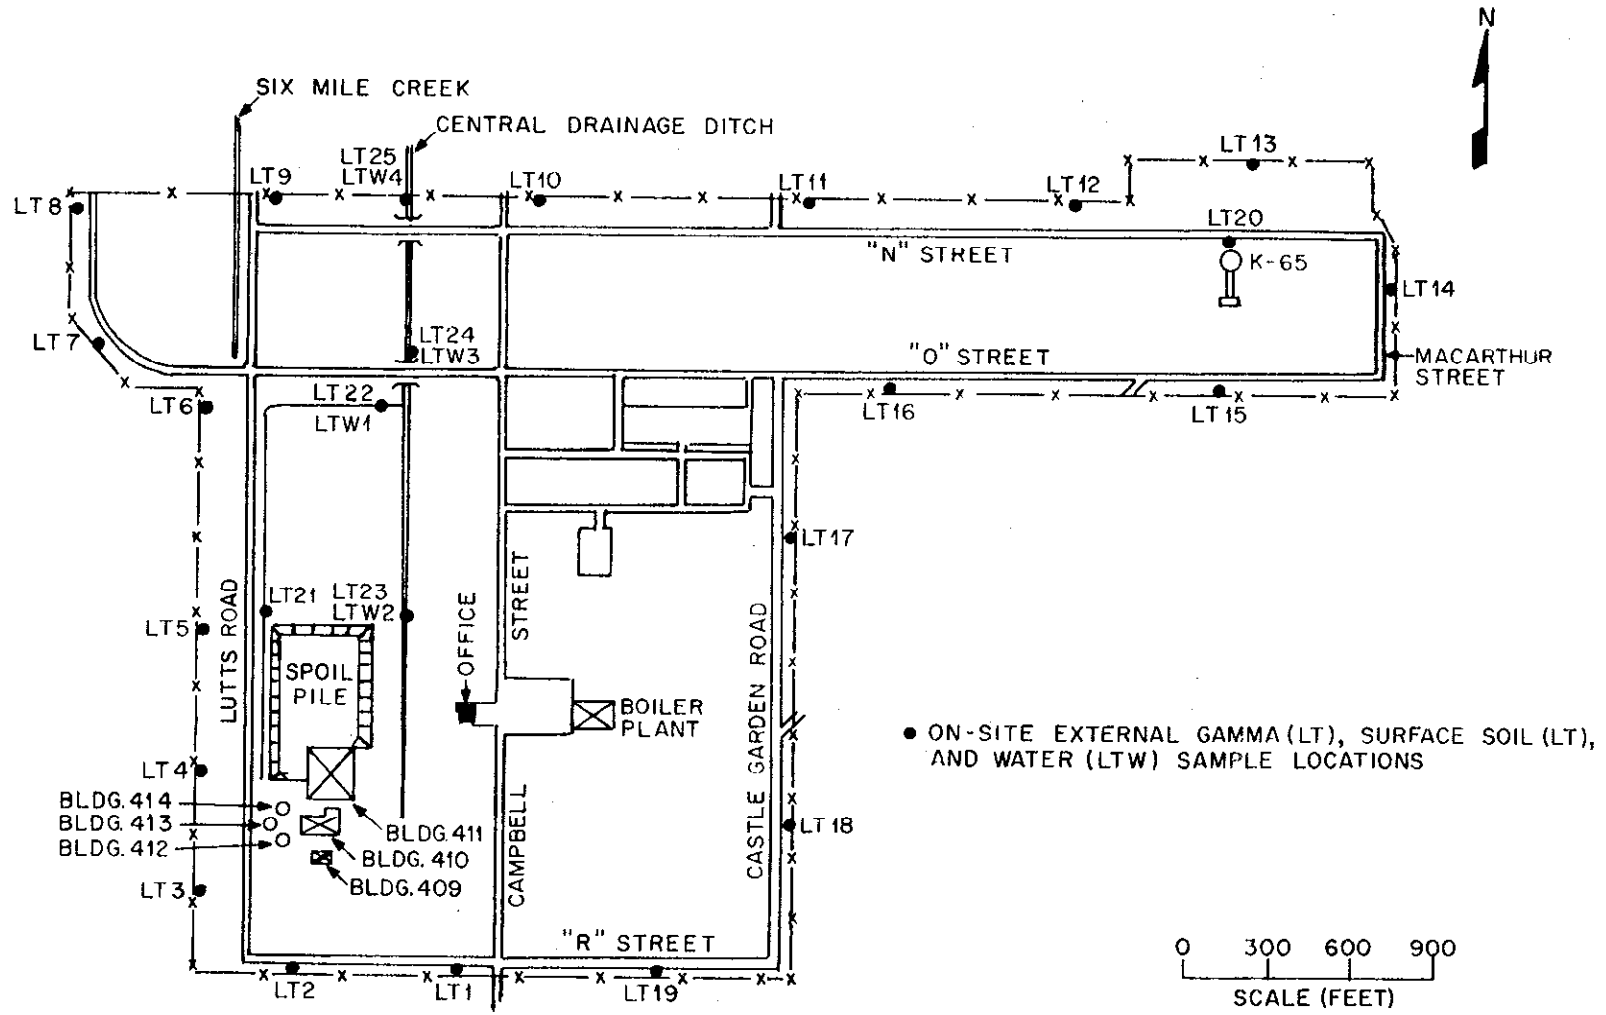 N
SIX MILE CREEK
CENTRAL DRAINAGE DITCH
LT25
LTW4
LT13
LT9
LT10
LT11
LT12
LT8
LT20
"N" STREET
K-65
LT14
LT24
LTW3
LT7
"O" STREET
MACARTHUR
STREET
LT22
LTW1
LT6
LT16
LT15
LT17
LT21
LT23
LTW2
LT5
LUTTS ROAD
SPOIL
PILE
OFFICE
STREET
CAMPBELL
BOILER
PLANT
CASTLE GARDEN ROAD
● ON-SITE EXTERNAL GAMMA (LT), SURFACE SOIL (LT),
AND WATER (LTW) SAMPLE LOCATIONS
LT4
BLDG. 414
BLDG. 413
BLDG. 412
BLDG. 411
BLDG. 410
BLDG. 409
LT18
LT3
"R" STREET
LT2
LT1
LT19
0 300 600 900
SCALE (FEET)